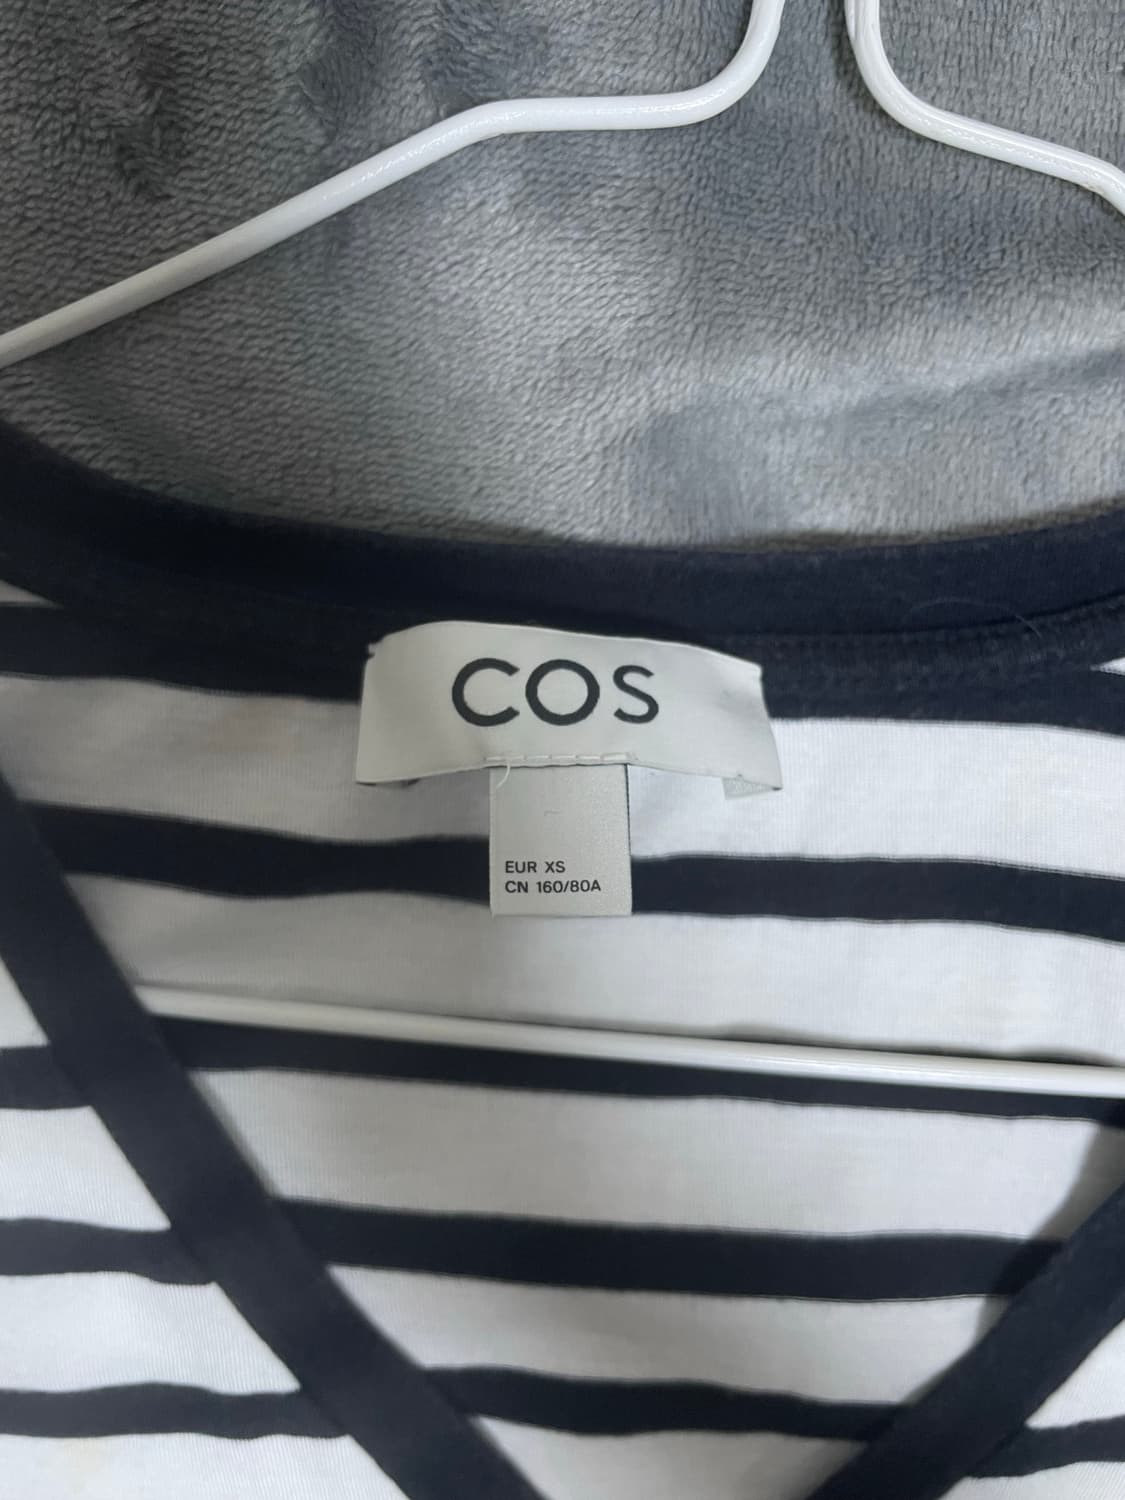 COS
EUR XS
CN 160/80A